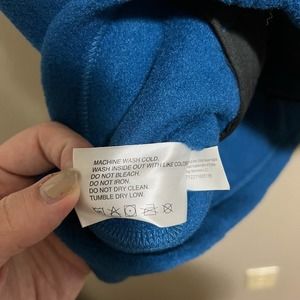 MACHINE WASH COLD.
WASH INSIDE OUT WITH LIKE COLOR
DO NOT BLEACH.
DO NOT IRON.
DO NOT DRY CLEAN.
TUMBLE DRY LOW.